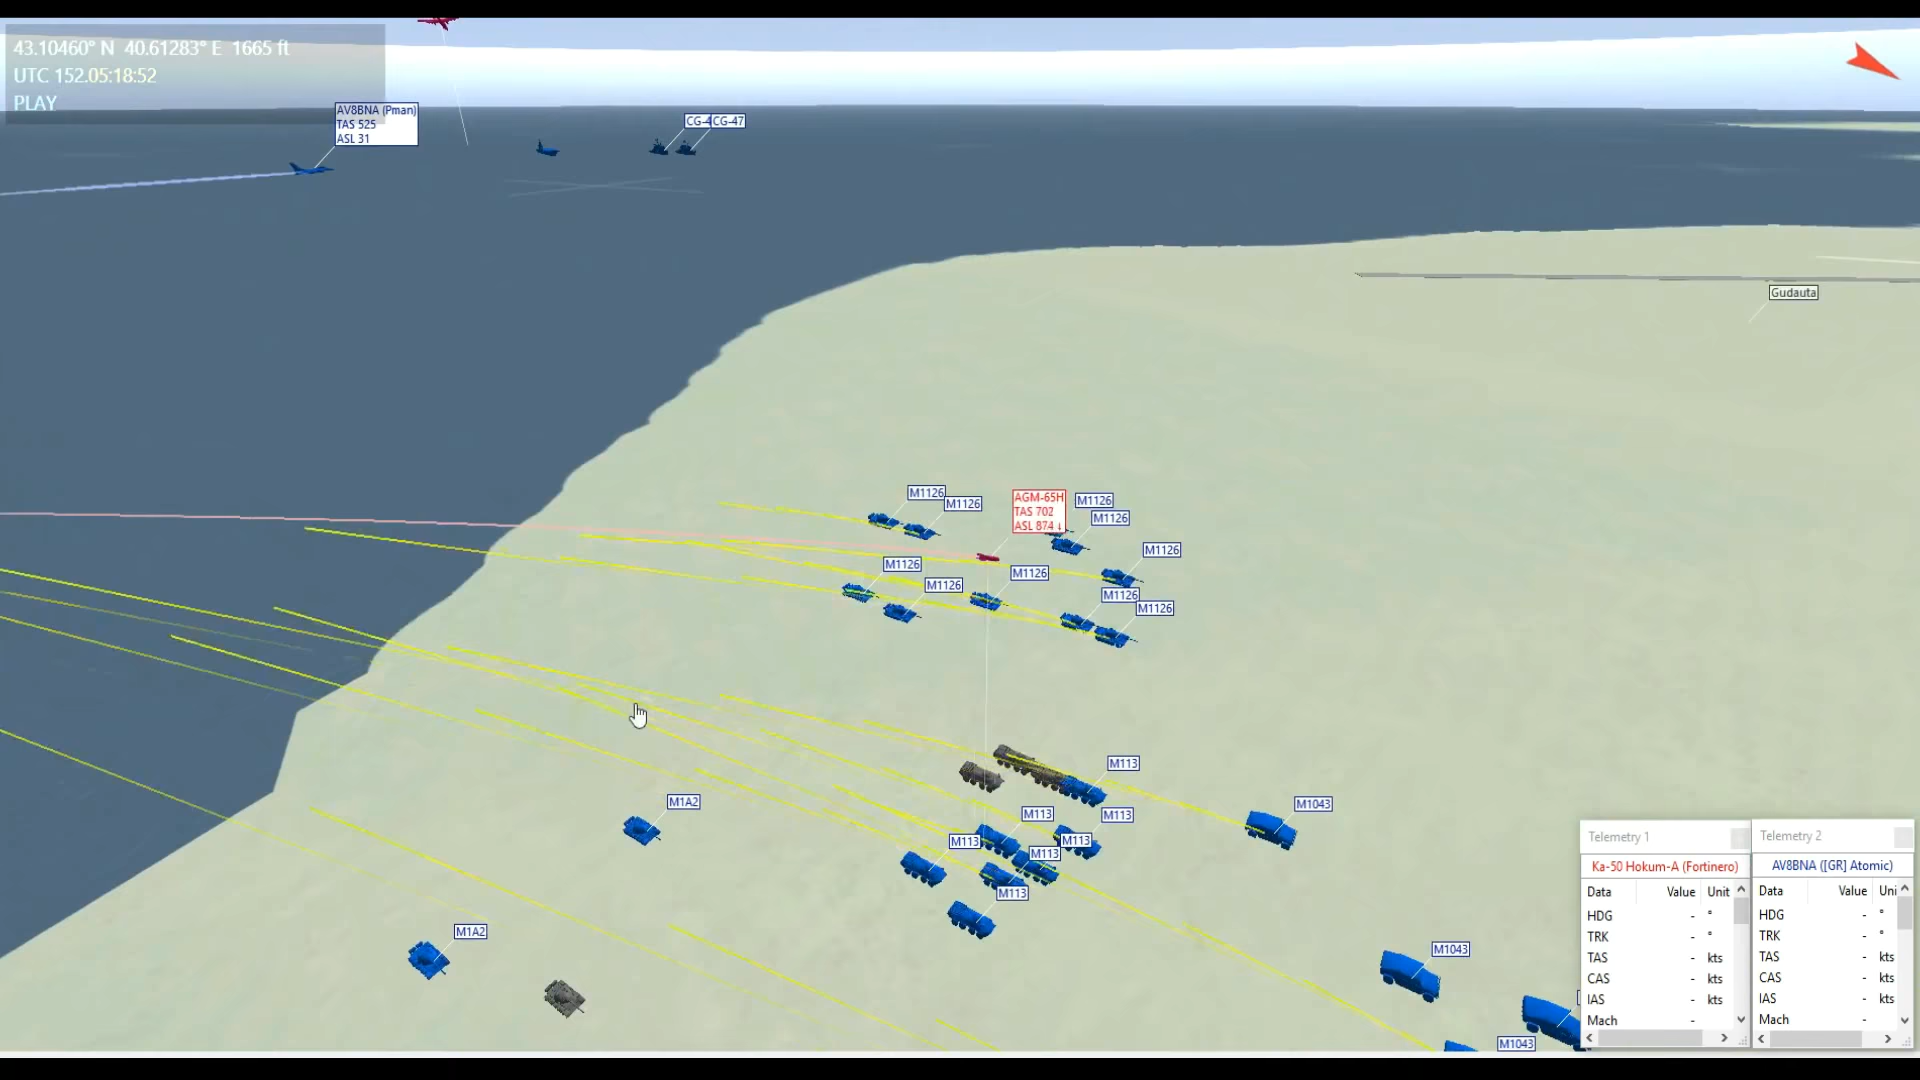 43.10460° N 40.61283° E 1665 ft
UTC 152.05:18:52
PLAY
AV8BNA (Pman)
TAS 525
ASL 31
CG-4
CG-47
Gudauta
M1126
M1126
AGM-65H
TAS 702
ASL 874 ↓
M1126
M1126
M1126
M1126
M1126
M1126
M1126
M1126
M113
M1A2
M1043
M113
M113
M113
M113
M113
M113
M1A2
M1043
M1043
Telemetry 1
Ka-50 Hokum-A (Fortinero)
Data Value Unit
HDG - °
TRK - °
TAS - kts
CAS - kts
IAS - kts
Mach -
Telemetry 2
AV8BNA ([GR] Atomic)
Data Value Uni
HDG - °
TRK - °
TAS - kts
CAS - kts
IAS - kts
Mach -